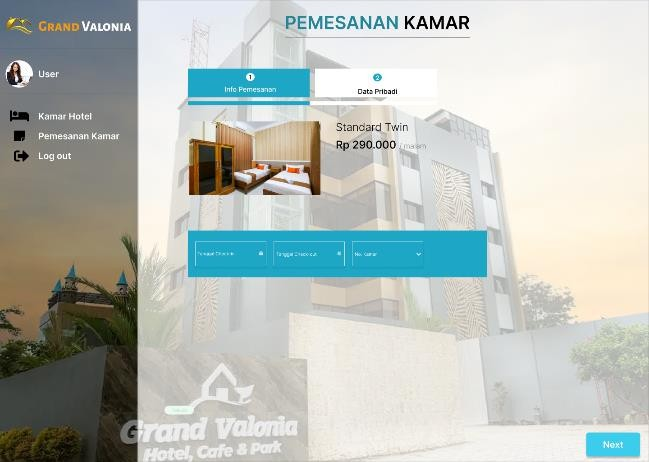 GRAND VALONIA
PEMESANAN KAMAR
User
1
Info Pemesanan
2
Data Pribadi
Kamar Hotel
Pemesanan Kamar
Log out
Standard Twin
Rp 290.000 / malam
Tanggal Check-in
Tanggal Check-out
No. Kamar
Grand Valonia
Hotel, Cafe & Park
Next